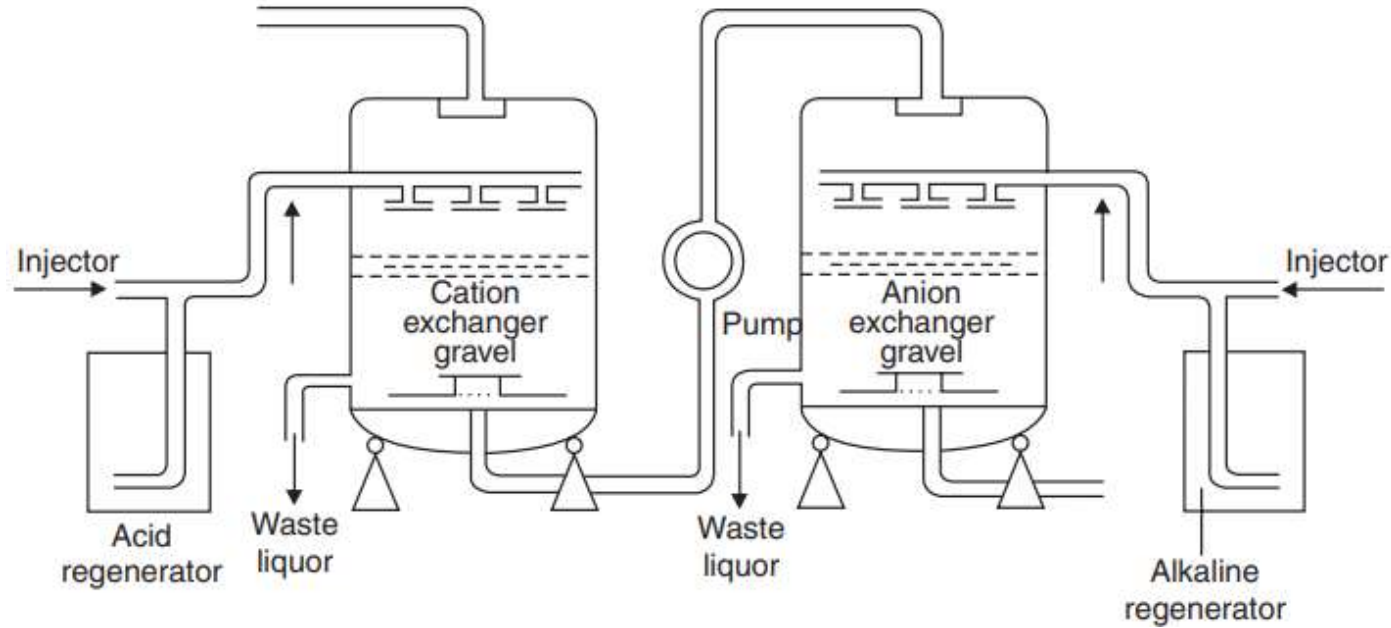 Injector
Cation
exchanger
gravel
Pump
Anion
exchanger
gravel
Injector
Acid
regenerator
Waste
liquor
Waste
liquor
Alkaline
regenerator